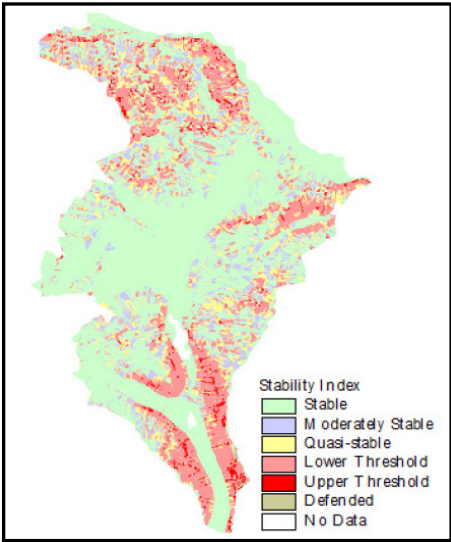 Stability Index
Stable
Moderately Stable
Quasi-stable
Lower Threshold
Upper Threshold
Defended
No Data